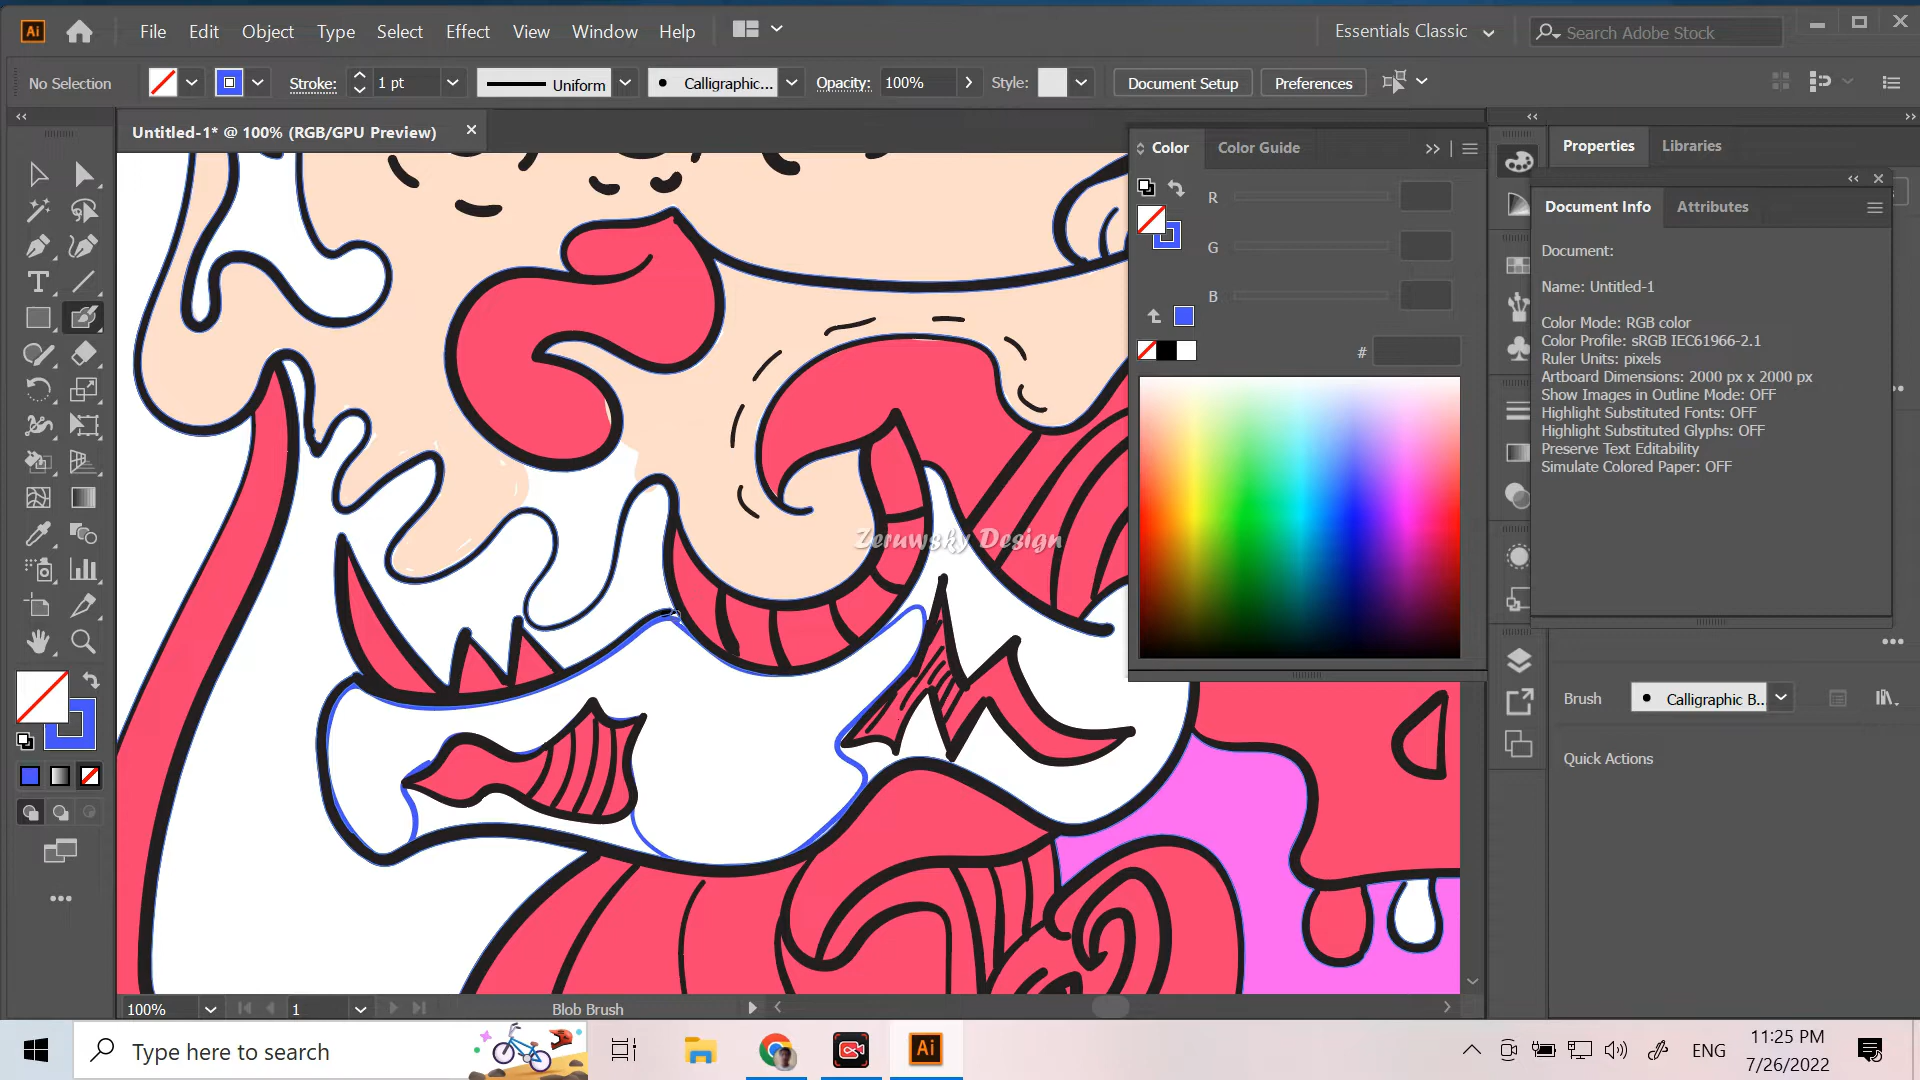 Ai File Edit Object Type Select Effect View Window Help Essentials Classic Search Adobe Stock
No Selection Stroke: 1 pt Uniform Calligraphic... Opacity: 100% Style: Document Setup Preferences
Untitled-1* @ 100% (RGB/GPU Preview)
Color Color Guide
R
G
B
#
Properties Libraries
Document Info Attributes
Document:
Name: Untitled-1
Color Mode: RGB color
Color Profile: sRGB IEC61966-2.1
Ruler Units: pixels
Artboard Dimensions: 2000 px x 2000 px
Show Images in Outline Mode: OFF
Highlight Substituted Fonts: OFF
Highlight Substituted Glyphs: OFF
Preserve Text Editability
Simulate Colored Paper: OFF
Zeruwsky Design
Brush Calligraphic B...
Quick Actions
100% 1 Blob Brush
Type here to search
Ai
ENG
11:25 PM
7/26/2022